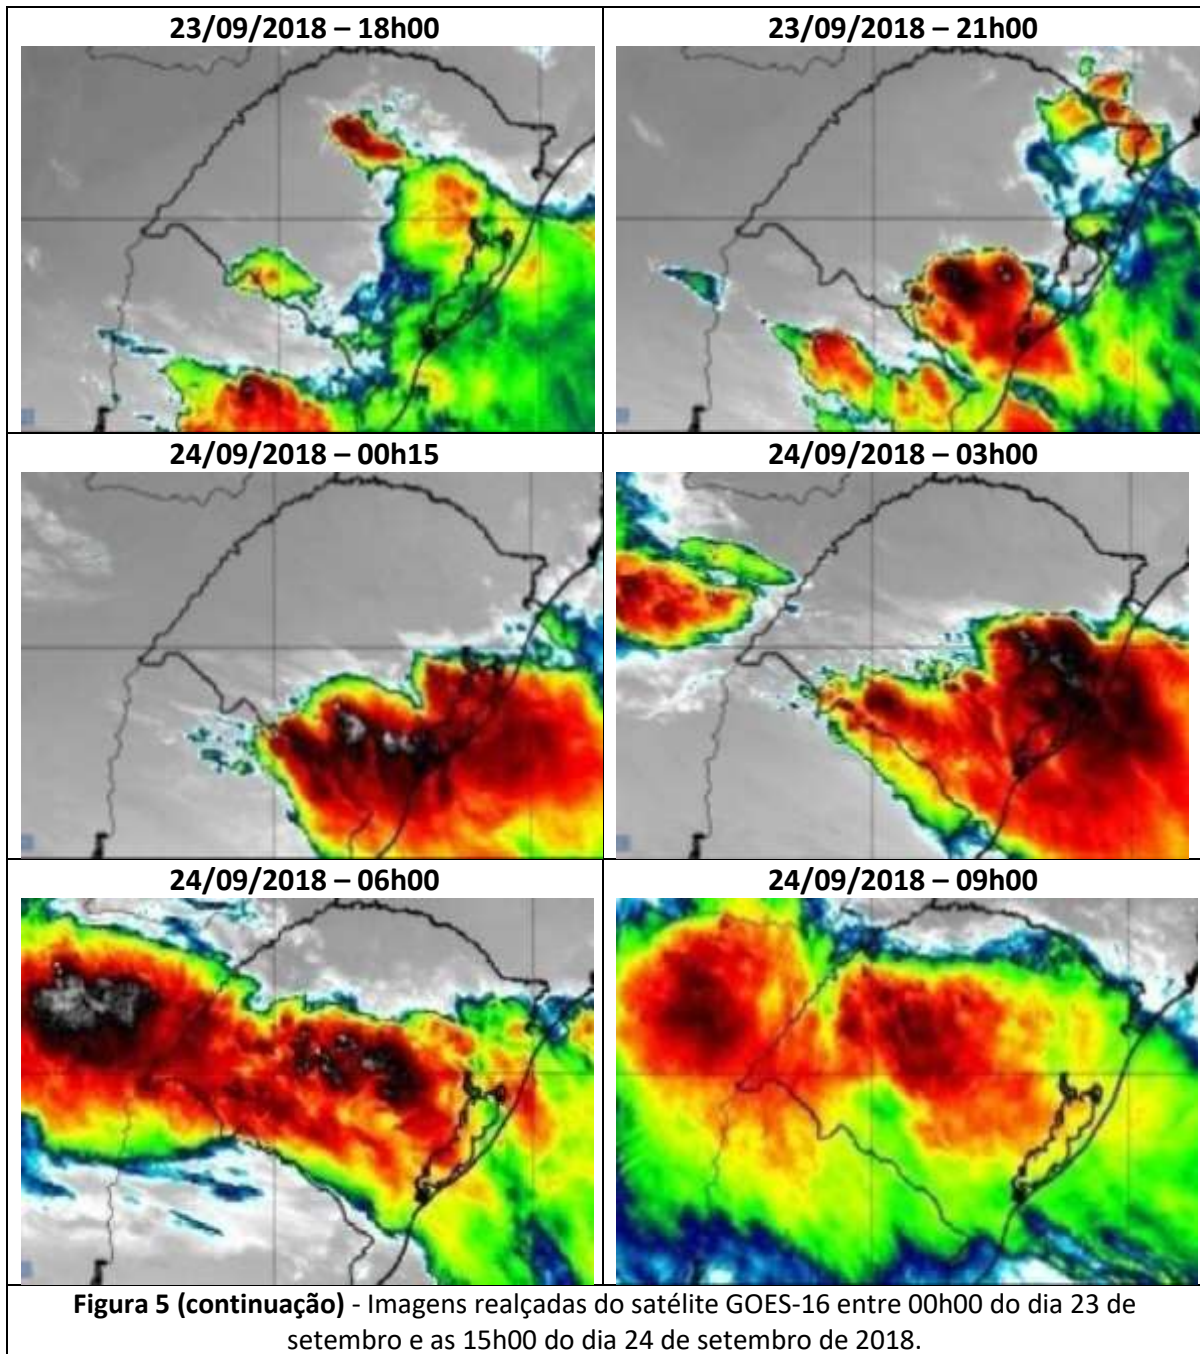 23/09/2018 – 18h00
23/09/2018 – 21h00
24/09/2018 – 00h15
24/09/2018 – 03h00
24/09/2018 – 06h00
24/09/2018 – 09h00
Figura 5 (continuação) - Imagens realçadas do satélite GOES-16 entre 00h00 do dia 23 de
setembro e as 15h00 do dia 24 de setembro de 2018.